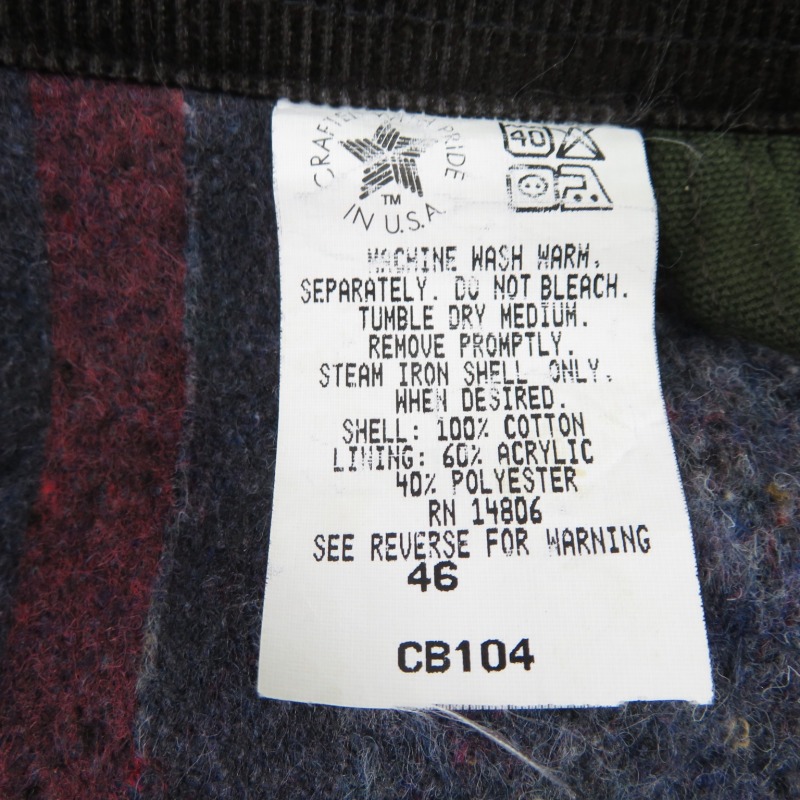 CRAFTED PRIDE
IN U.S.A.
TM
40
MACHINE WASH WARM.
SEPARATELY. DO NOT BLEACH.
TUMBLE DRY MEDIUM.
REMOVE PROMPTLY.
STEAM IRON SHELL ONLY.
WHEN DESIRED.
SHELL: 100% COTTON
LINING: 60% ACRYLIC
40% POLYESTER
RN 14806
SEE REVERSE FOR WARNING
46
CB104